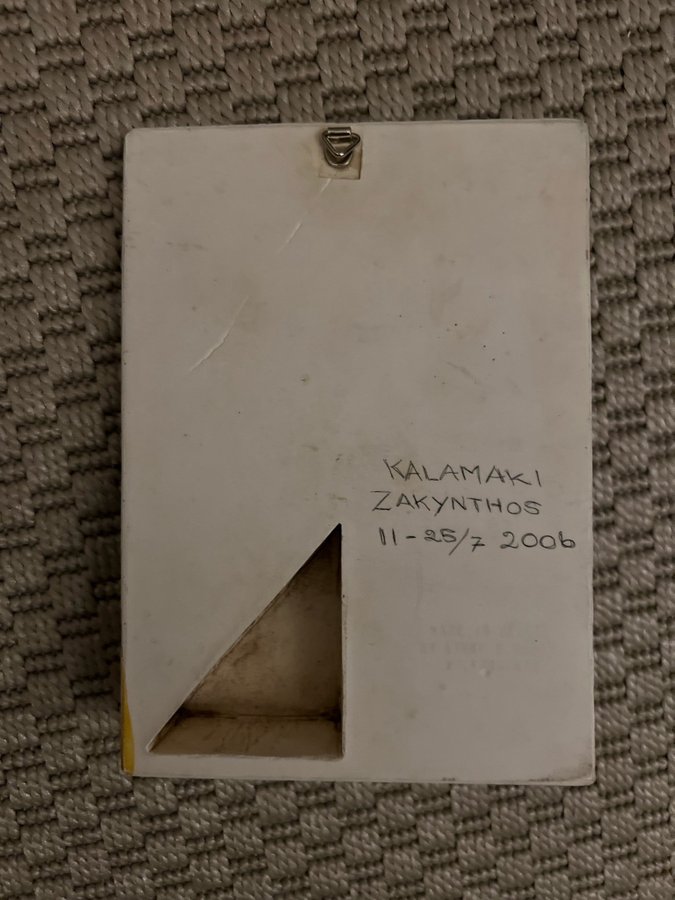 KALAMAKI
ZAKYNTHOS
11-25/7 2006